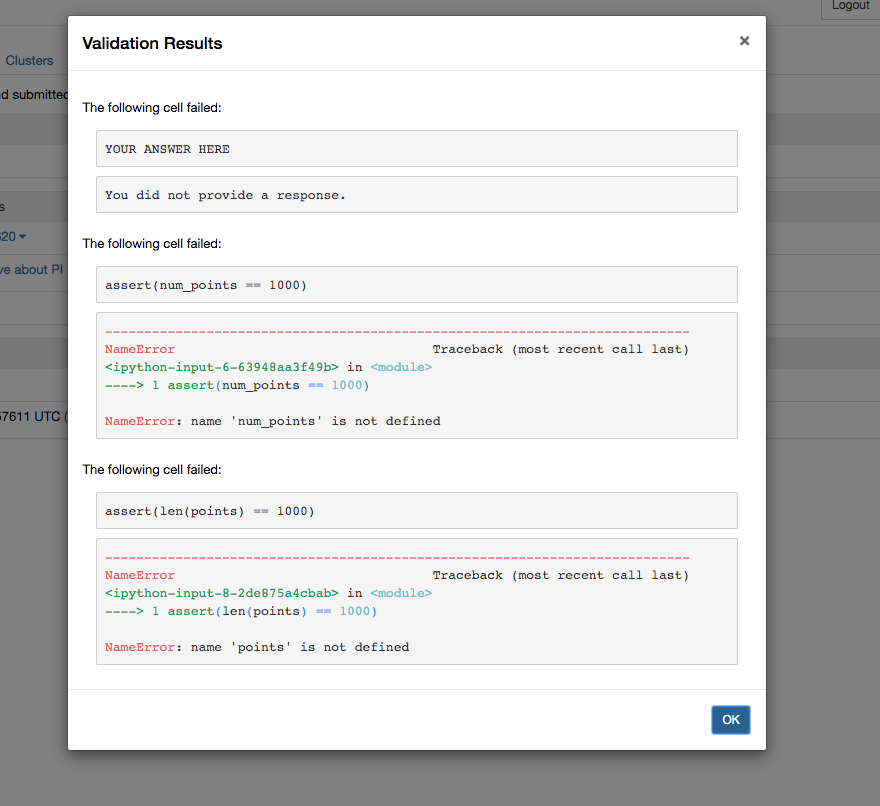 Logout
Validation Results
×
Clusters
d submitted
The following cell failed:
YOUR ANSWER HERE
You did not provide a response.
s
The following cell failed:
20
ve about PI
assert(num_points == 1000)
---------------------------------------------------------------------------
NameError Traceback (most recent call last)
<ipython-input-6-63948aa3f49b> in <module>
----> 1 assert(num_points == 1000)
NameError: name 'num_points' is not defined
57611 UTC (
The following cell failed:
assert(len(points) == 1000)
---------------------------------------------------------------------------
NameError Traceback (most recent call last)
<ipython-input-8-2de875a4cbab> in <module>
----> 1 assert(len(points) == 1000)
NameError: name 'points' is not defined
OK